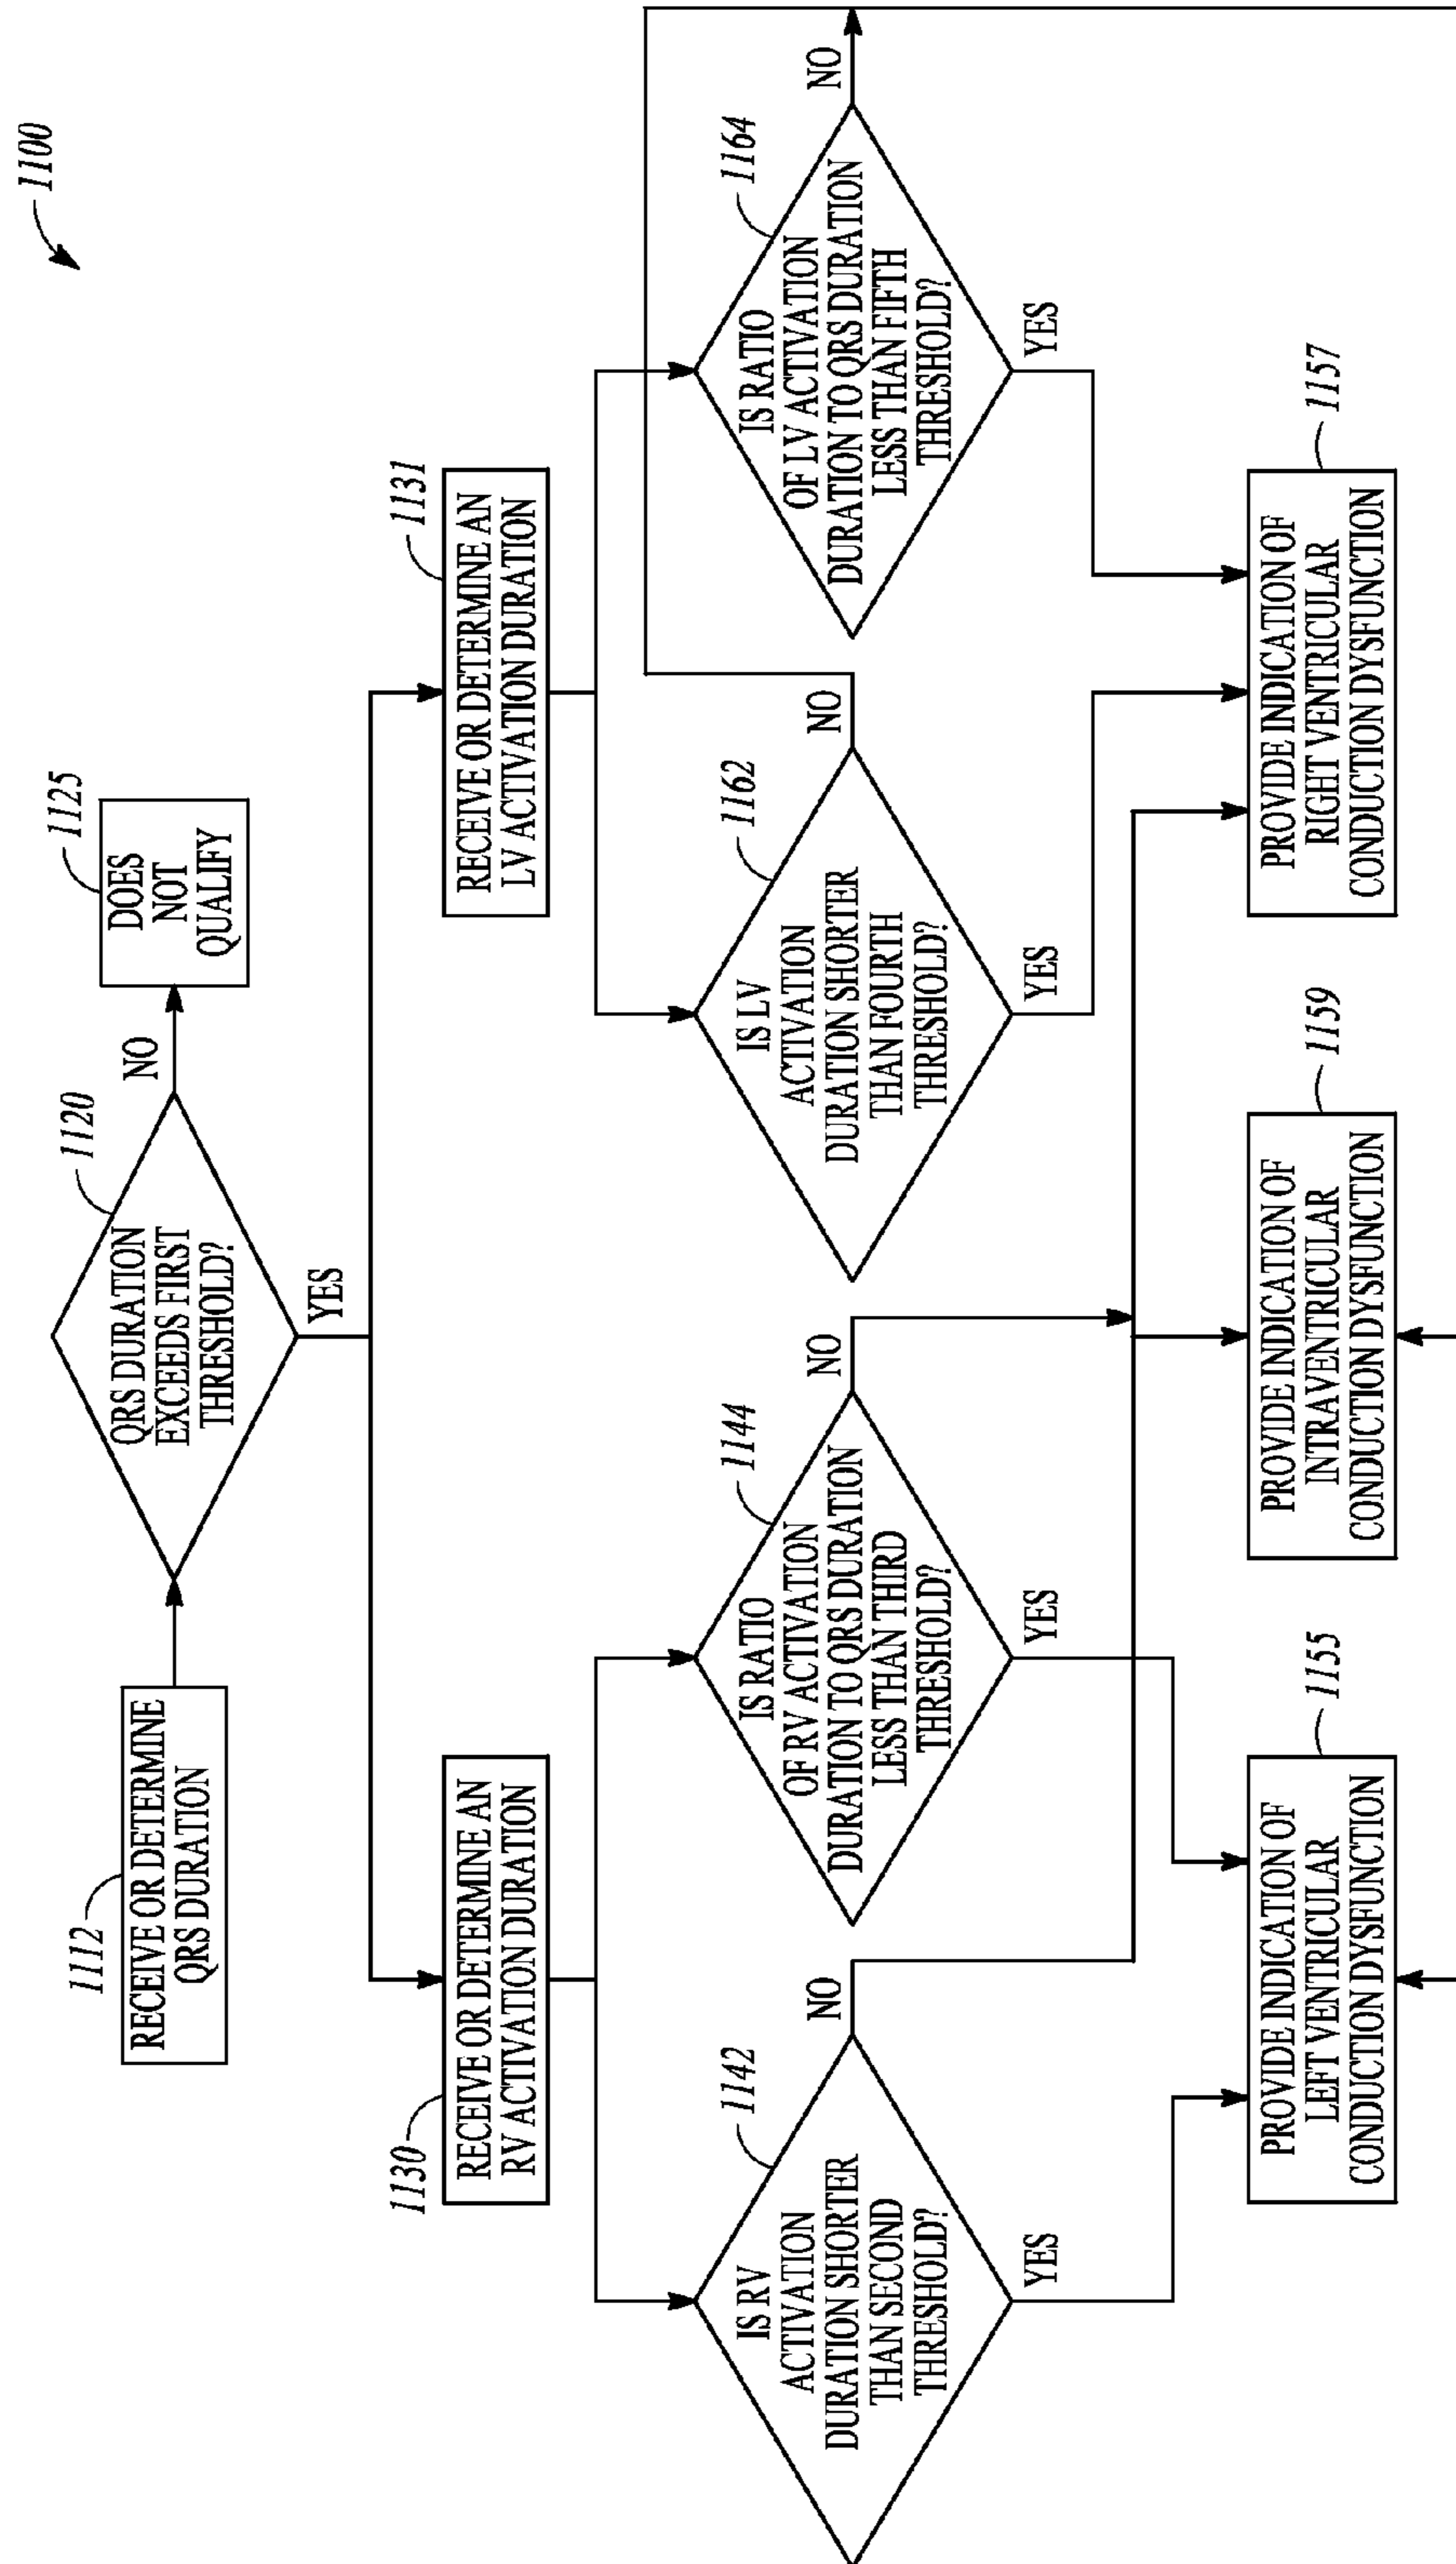 1100
1112
RECEIVE OR DETERMINE
QRS DURATION
1120
QRS DURATION
EXCEEDS FIRST
THRESHOLD?
NO
1125
DOES
NOT
QUALIFY
YES
1130
RECEIVE OR DETERMINE AN
RV ACTIVATION DURATION
1131
RECEIVE OR DETERMINE AN
LV ACTIVATION DURATION
1142
IS RV
ACTIVATION
DURATION SHORTER
THAN SECOND
THRESHOLD?
NO
YES
1144
IS RATIO
OF RV ACTIVATION
DURATION TO QRS DURATION
LESS THAN THIRD
THRESHOLD?
NO
YES
1162
IS LV
ACTIVATION
DURATION SHORTER
THAN FOURTH
THRESHOLD?
NO
YES
1164
IS RATIO
OF LV ACTIVATION
DURATION TO QRS DURATION
LESS THAN FIFTH
THRESHOLD?
NO
YES
1155
PROVIDE INDICATION OF
LEFT VENTRICULAR
CONDUCTION DYSFUNCTION
1159
PROVIDE INDICATION OF
INTRAVENTRICULAR
CONDUCTION DYSFUNCTION
1157
PROVIDE INDICATION OF
RIGHT VENTRICULAR
CONDUCTION DYSFUNCTION